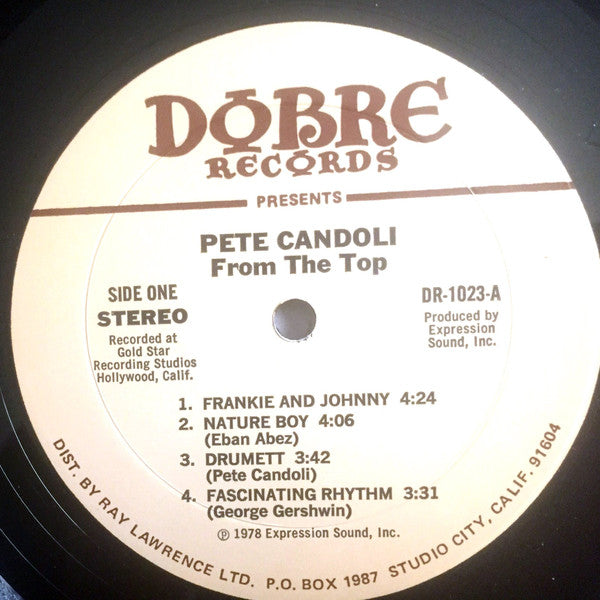 DOBRE
RECORDS
PRESENTS
PETE CANDOLI
From The Top
SIDE ONE
STEREO
Recorded at
Gold Star
Recording Studios
Hollywood, Calif.
DR-1023-A
Produced by
Expression
Sound, Inc.
1. FRANKIE AND JOHNNY 4:24
2. NATURE BOY 4:06
(Eban Abez)
3. DRUMETT 3:42
(Pete Candoli)
4. FASCINATING RHYTHM 3:31
(George Gershwin)
℗ 1978 Expression Sound, Inc.
DIST. BY RAY LAWRENCE LTD. P.O. BOX 1987 STUDIO CITY, CALIF. 91604